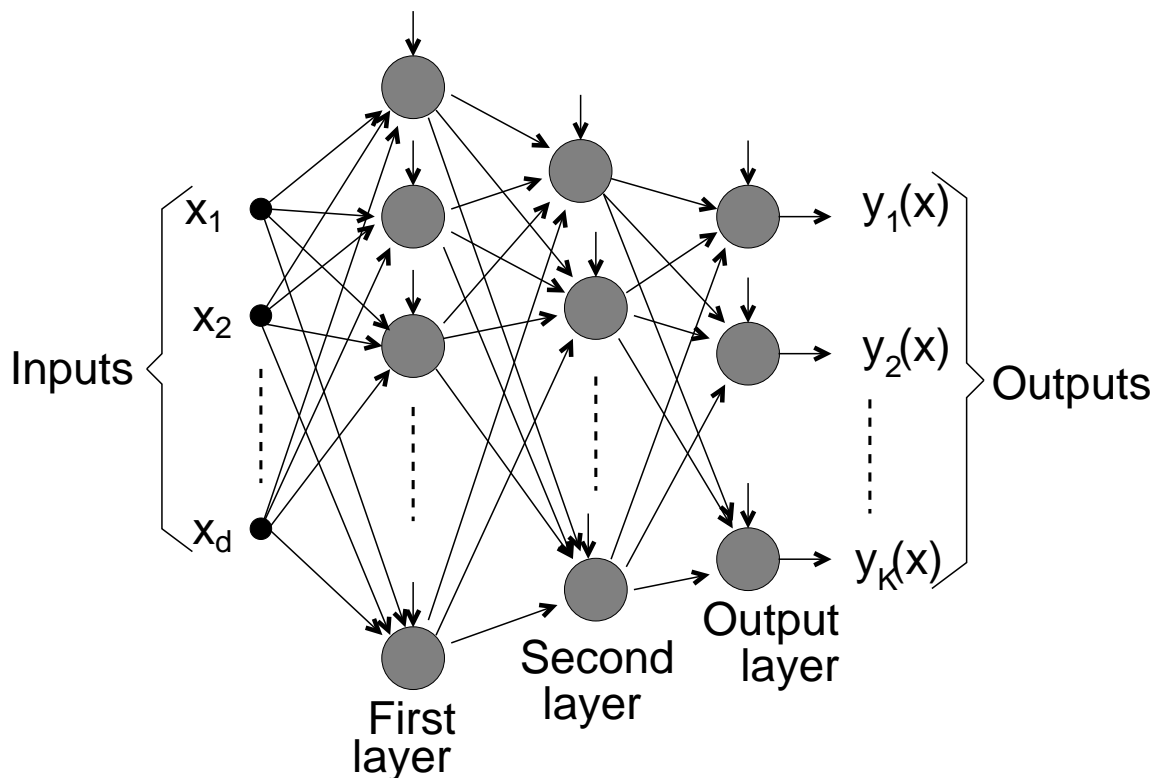 Inputs
x1
x2
xd
First
layer
Second
layer
Output
layer
y1(x)
y2(x)
yK(x)
Outputs